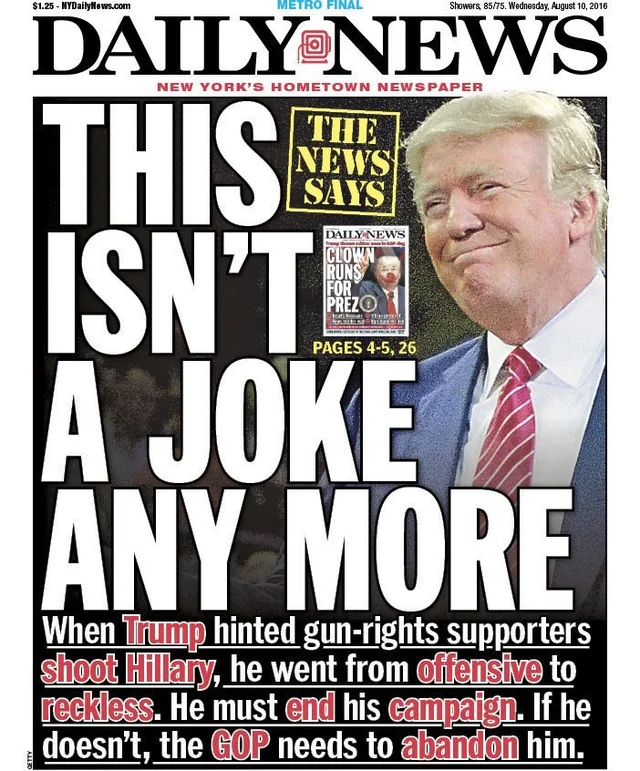 $1.25 - NYDailyNews.com
METRO FINAL
Showers, 85/75. Wednesday, August 10, 2016
DAILY NEWS
NEW YORK'S HOMETOWN NEWSPAPER
THIS
ISN'T
A JOKE
ANY MORE
THE
NEWS
SAYS
DAILY NEWS
CLOWN
RUNS
FOR
PREZ
PAGES 4-5, 26
When Trump hinted gun-rights supporters
shoot Hillary, he went from offensive to
reckless. He must end his campaign. If he
doesn't, the GOP needs to abandon him.
GETTY